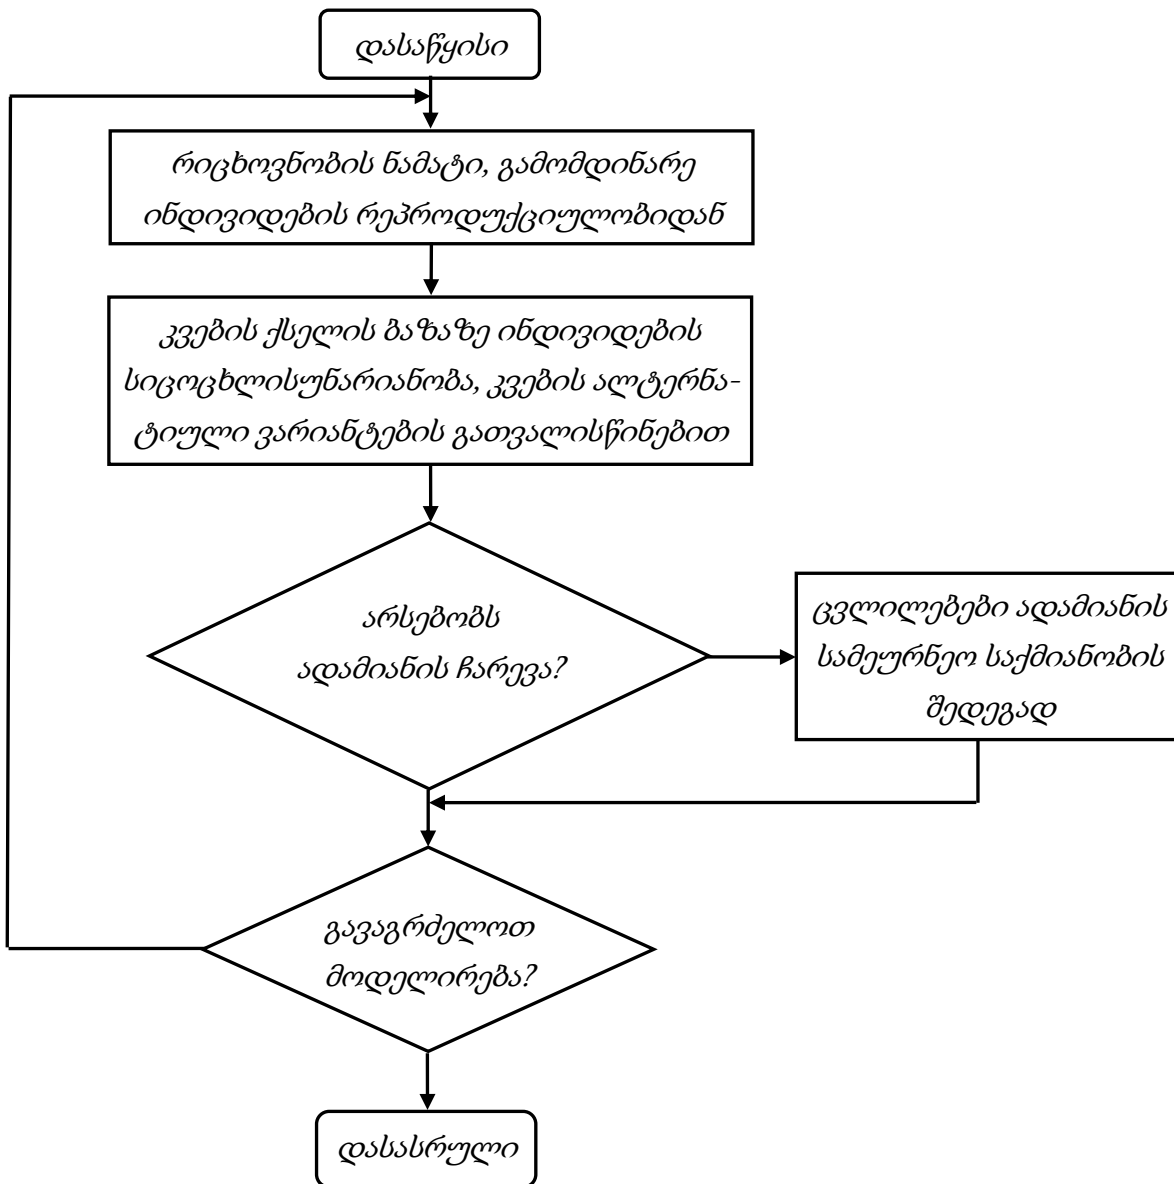 დასაწყისი
რიცხოვნობის ნამატი, გამომდინარე
ინდივიდების რეპროდუქციულობიდან
კვების ქსელის ბაზაზე ინდივიდების
სიცოცხლისუნარიანობა, კვების ალტერნა-
ტიული ვარიანტების გათვალისწინებით
არსებობს
ადამიანის ჩარევა?
ცვლილებები ადამიანის
სამეურნეო საქმიანობის
შედეგად
გავაგრძელოთ
მოდელირება?
დასასრული